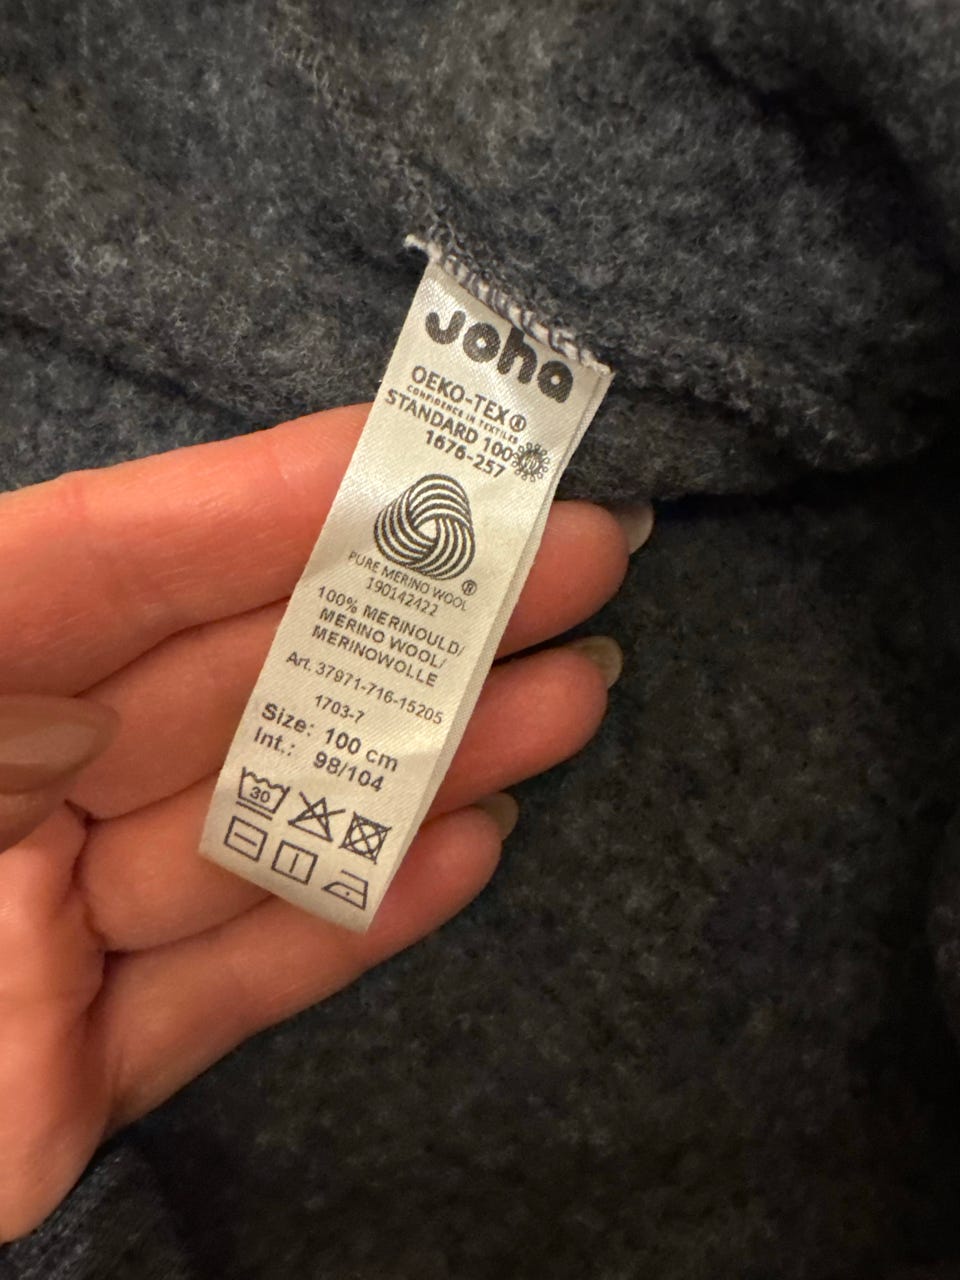 Joha
OEKO-TEX®
CONFIDENCE IN TEXTILES
STANDARD 100
1676-257
PURE MERINO WOOL ®
190142422
100% MERINOULD/
MERINO WOOL/
MERINOWOLLE
Art. 37971-716-15205
1703-7
Size: 100 cm
Int.: 98/104
30